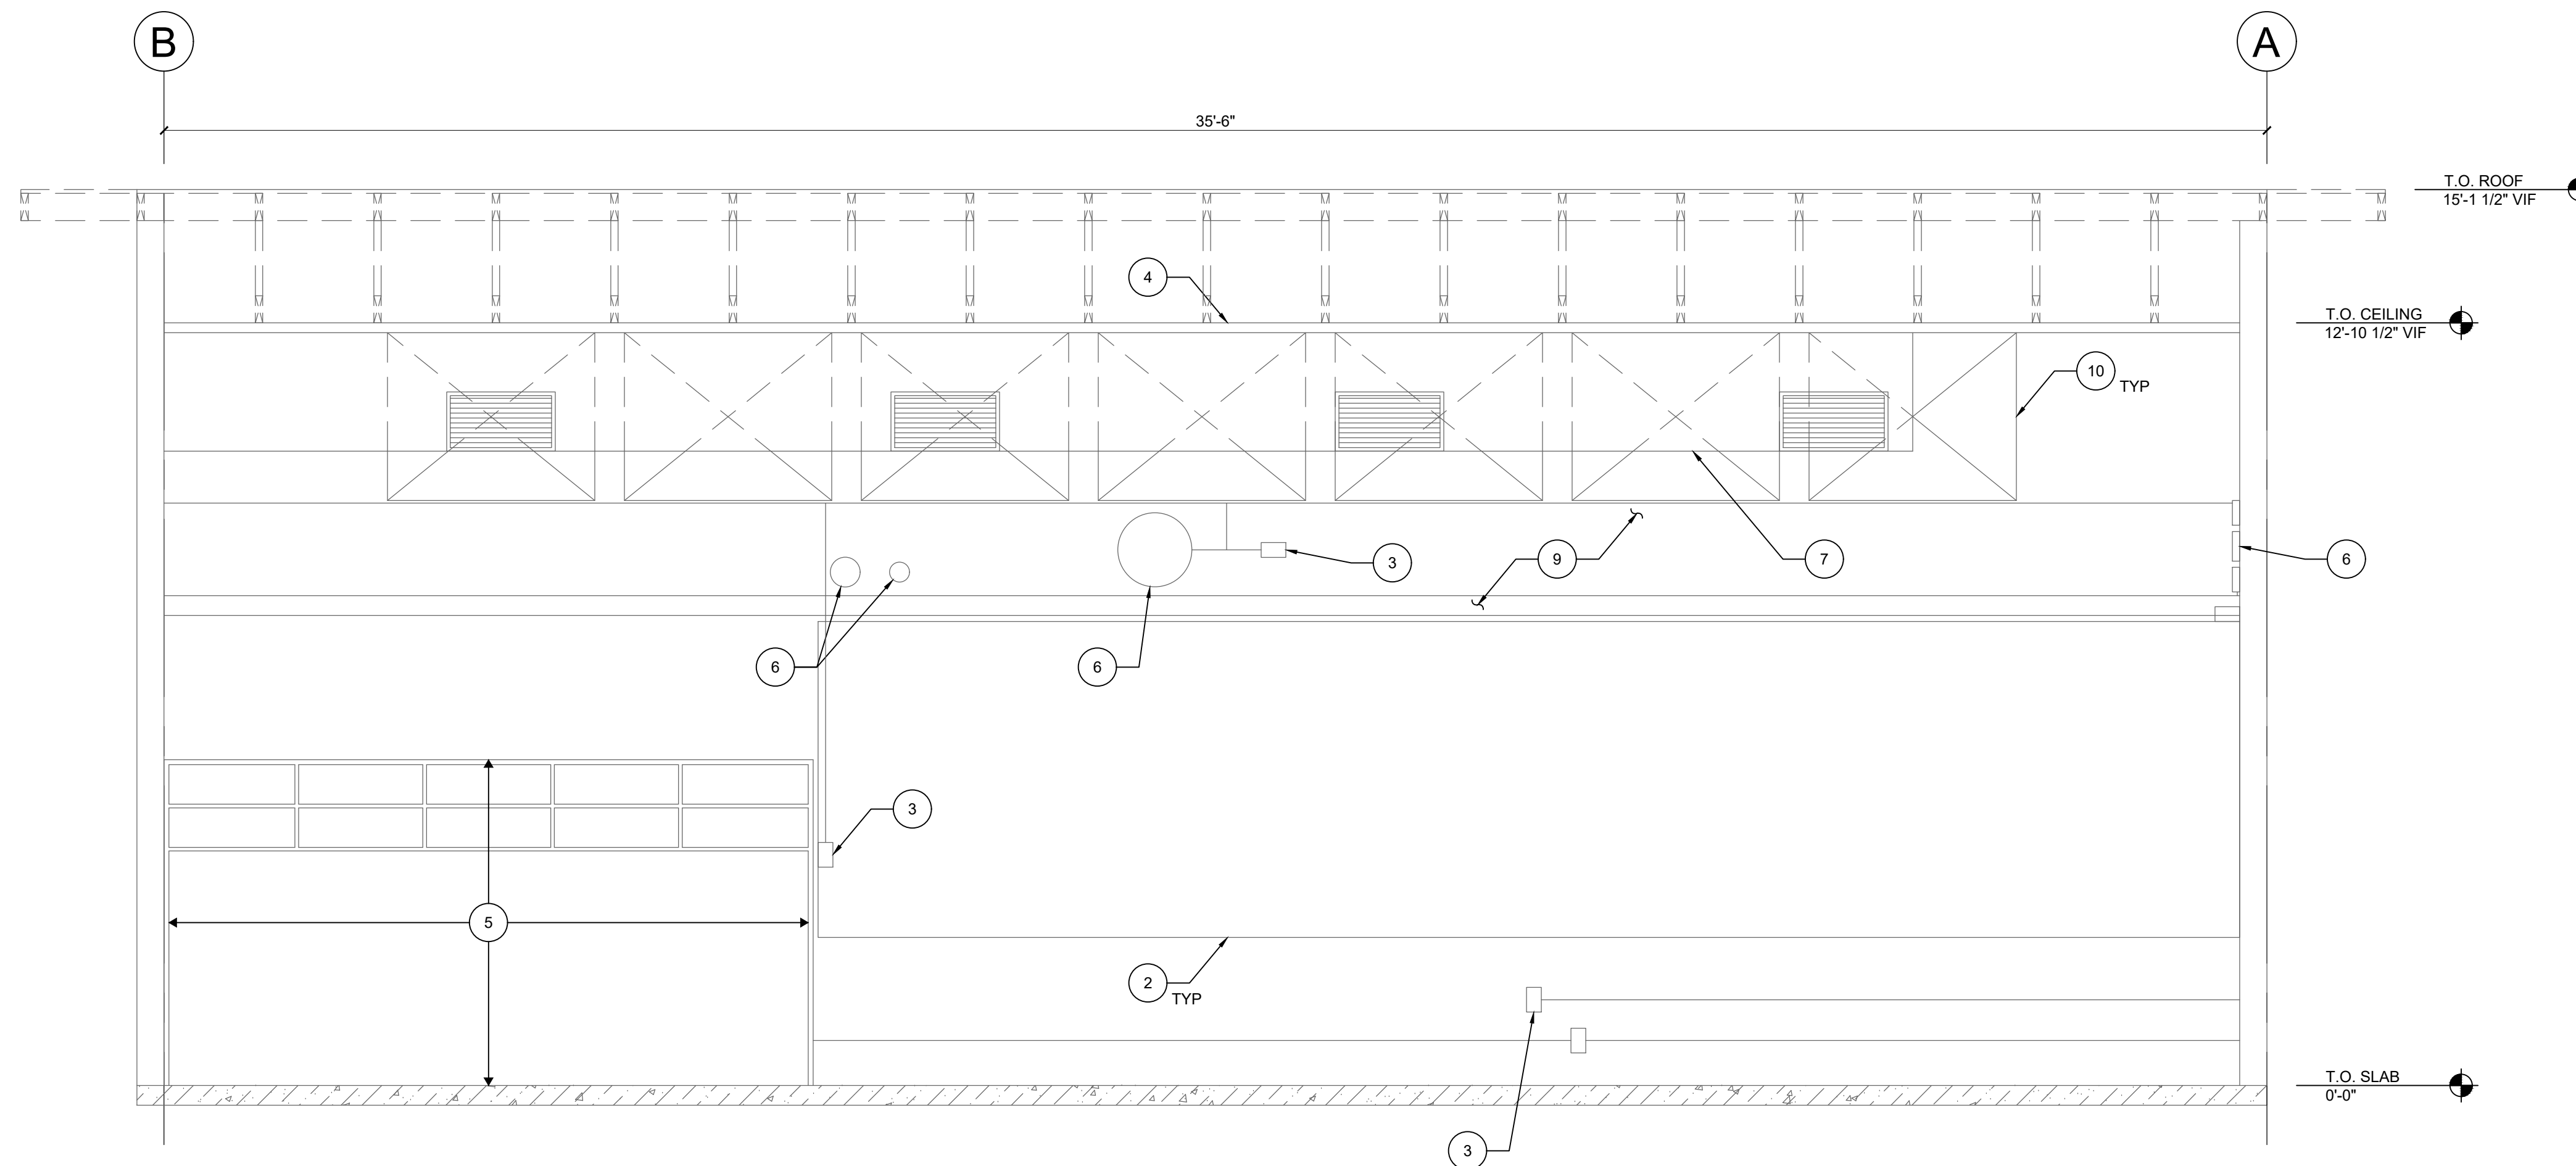 B
A
35'-6"
T.O. ROOF
15'-1 1/2" VIF
4
T.O. CEILING
12'-10 1/2" VIF
10
TYP
3
9
7
6
6
6
3
5
2
TYP
T.O. SLAB
0'-0"
3